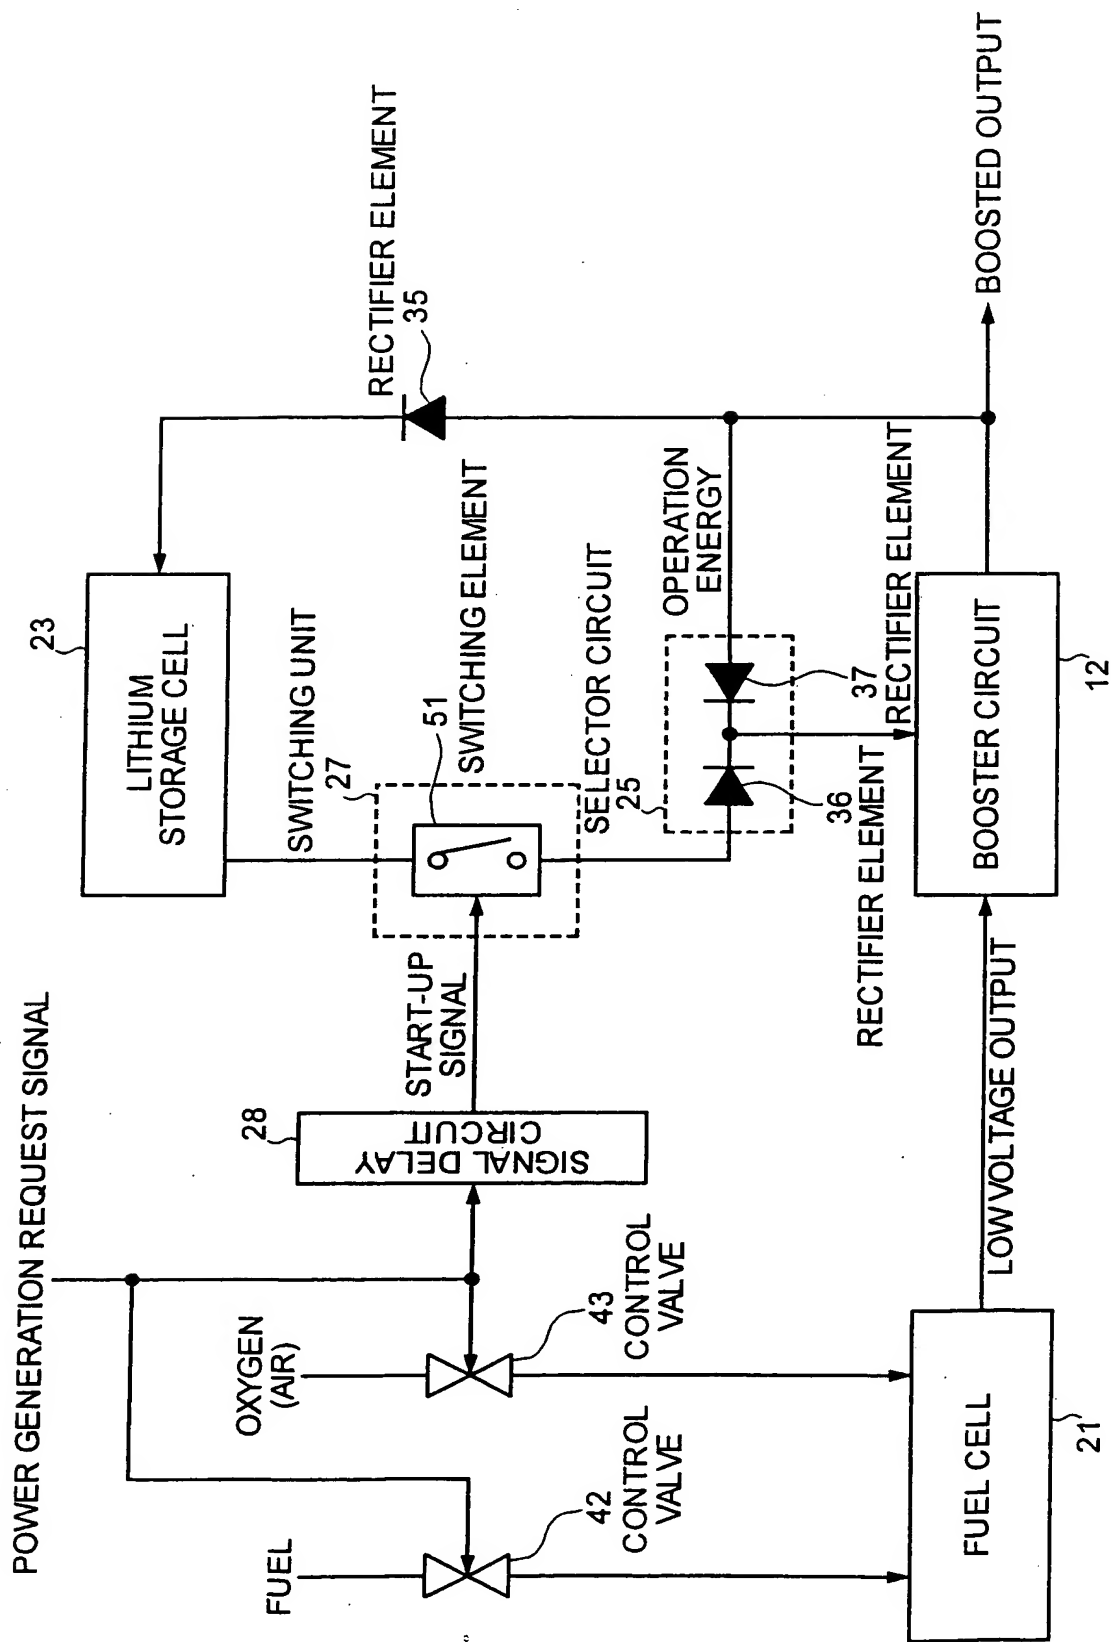 POWER GENERATION REQUEST SIGNAL
FUEL
42
CONTROL
VALVE
OXYGEN
(AIR)
43
CONTROL
VALVE
28
SIGNAL DELAY
CIRCUIT
START-UP
SIGNAL
23
LITHIUM
STORAGE CELL
SWITCHING UNIT
27
51
SWITCHING ELEMENT
SELECTOR CIRCUIT
25
36
RECTIFIER ELEMENT
37
RECTIFIER ELEMENT
OPERATION
ENERGY
RECTIFIER ELEMENT
35
FUEL CELL
21
LOW VOLTAGE OUTPUT
BOOSTER CIRCUIT
12
BOOSTED OUTPUT